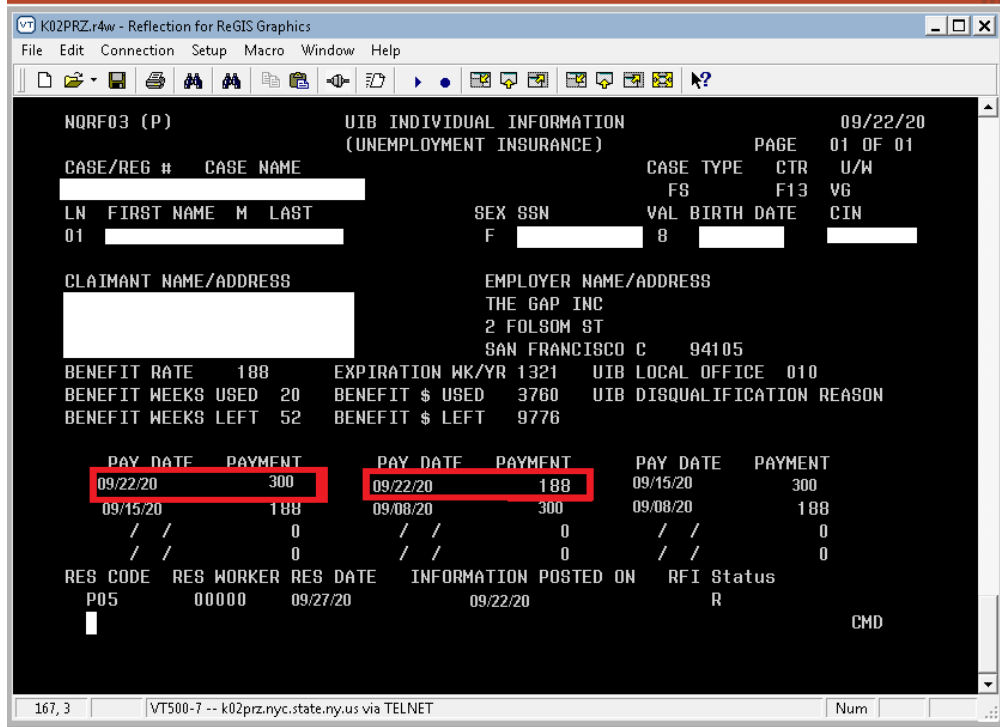 K02PRZ.r4w - Reflection for ReGIS Graphics
File Edit Connection Setup Macro Window Help
NQRF03 (P) UIB INDIVIDUAL INFORMATION 09/22/20
(UNEMPLOYMENT INSURANCE) PAGE 01 OF 01
CASE/REG # CASE NAME CASE TYPE CTR U/W
FS F13 VG
LN FIRST NAME M LAST SEX SSN VAL BIRTH DATE CIN
01 F 8
CLAIMANT NAME/ADDRESS EMPLOYER NAME/ADDRESS
THE GAP INC
2 FOLSOM ST
SAN FRANCISCO C 94105
BENEFIT RATE 188 EXPIRATION WK/YR 1321 UIB LOCAL OFFICE 010
BENEFIT WEEKS USED 20 BENEFIT $ USED 3760 UIB DISQUALIFICATION REASON
BENEFIT WEEKS LEFT 52 BENEFIT $ LEFT 9776
PAY DATE PAYMENT PAY DATE PAYMENT PAY DATE PAYMENT
09/22/20 300 09/22/20 188 09/15/20 300
09/15/20 188 09/08/20 300 09/08/20 188
/ / 0 / / 0 / / 0
/ / 0 / / 0 / / 0
RES CODE RES WORKER RES DATE INFORMATION POSTED ON RFI Status
P05 00000 09/27/20 09/22/20 R
CMD
167, 3 VT500-7 -- k02prz.nyc.state.ny.us via TELNET Num